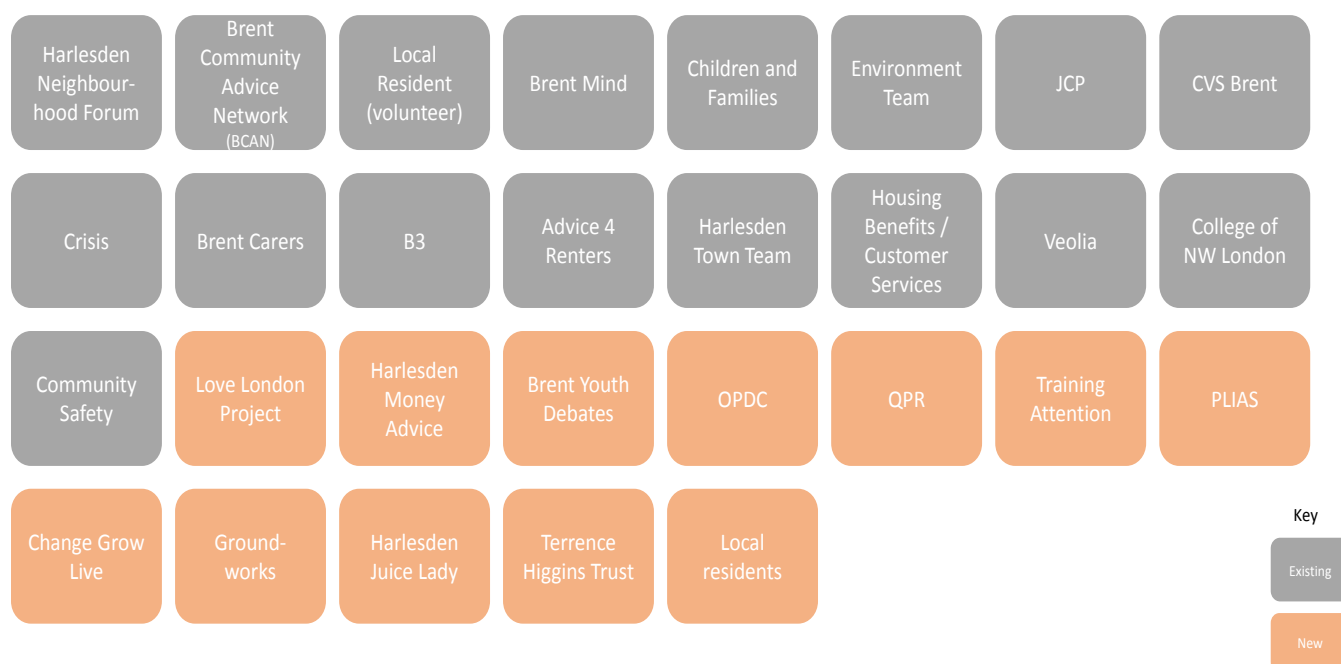 Harlesden
Neighbour-
hood Forum
Brent
Community
Advice
Network
(BCAN)
Local
Resident
(volunteer)
Brent Mind
Children and
Families
Environment
Team
JCP
CVS Brent
Crisis
Brent Carers
B3
Advice 4
Renters
Harlesden
Town Team
Housing
Benefits /
Customer
Services
Veolia
College of
NW London
Community
Safety
Love London
Project
Harlesden
Money
Advice
Brent Youth
Debates
OPDC
QPR
Training
Attention
PLIAS
Change Grow
Live
Ground-
works
Harlesden
Juice Lady
Terrence
Higgins Trust
Local
residents
Key
Existing
New